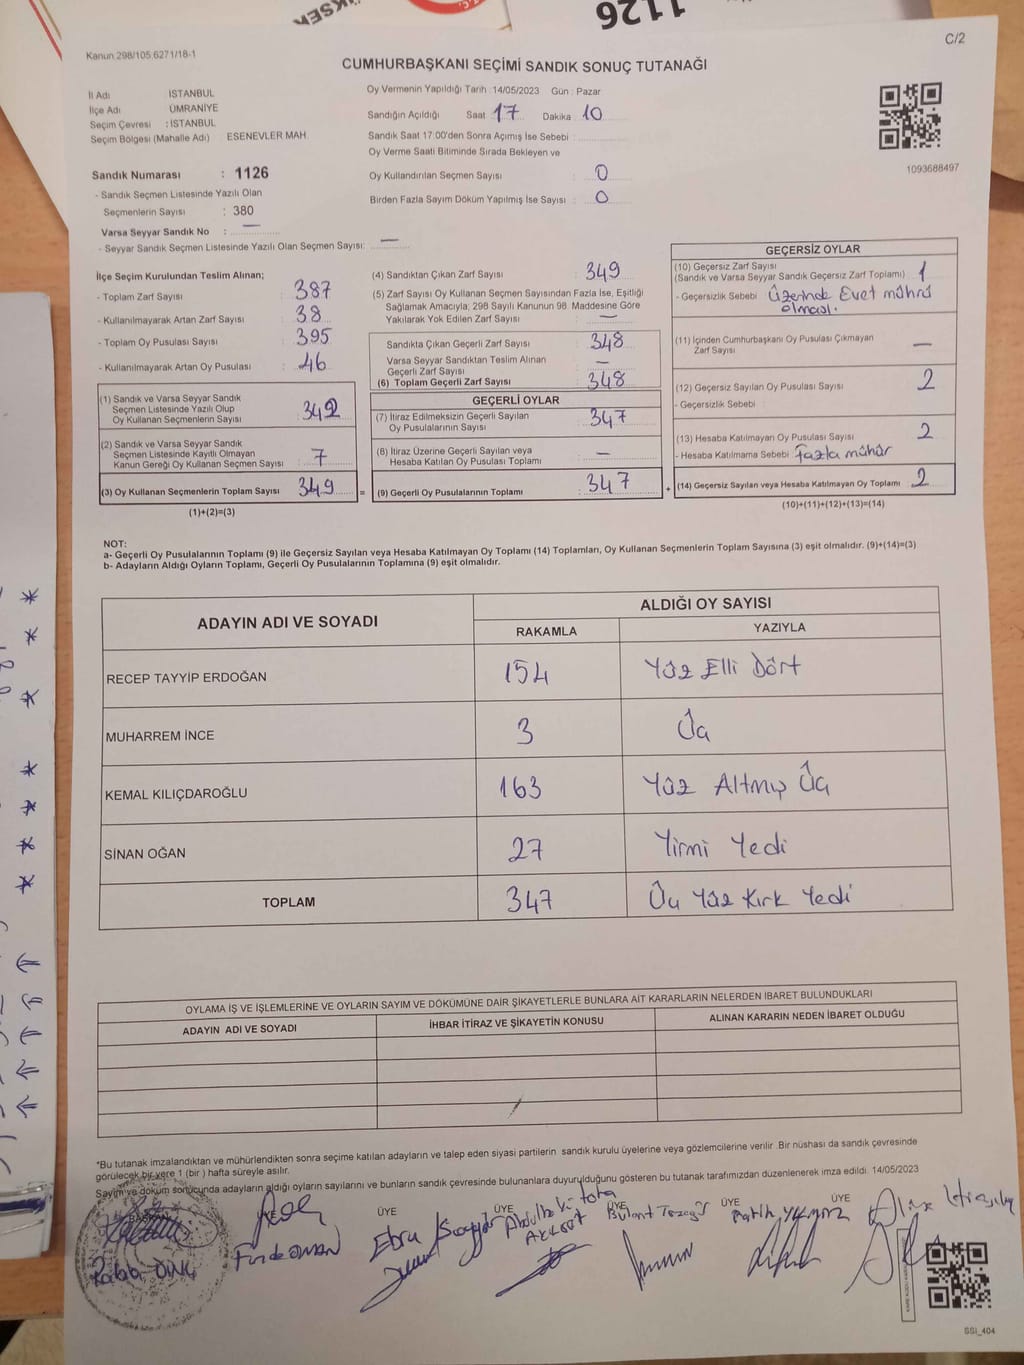 1126
C/2
Kanun 298/105,6271/18-1
CUMHURBAŞKANI SEÇİMİ SANDIK SONUÇ TUTANAĞI
İl Adı İSTANBUL
İlçe Adı ÜMRANİYE
Seçim Çevresi : İSTANBUL
Seçim Bölgesi (Mahalle Adı) ESENEVLER MAH.
Sandık Numarası : 1126
- Sandık Seçmen Listesinde Yazılı Olan
Seçmenlerin Sayısı : 380
Varsa Seyyar Sandık No : —
- Seyyar Sandık Seçmen Listesinde Yazılı Olan Seçmen Sayısı: —
Oy Vermenin Yapıldığı Tarih : 14/05/2023 Gün : Pazar
Sandığın Açıldığı Saat 17 Dakika 10
Sandık Saat 17:00'den Sonra Açımış İse Sebebi :
Oy Verme Saati Bitiminde Sırada Bekleyen ve
Oy Kullandırılan Seçmen Sayısı : 0
Birden Fazla Sayım Döküm Yapılmış İse Sayısı : 0
1093688497
İlçe Seçim Kurulundan Teslim Alınan;
- Toplam Zarf Sayısı : 387
- Kullanılmayarak Artan Zarf Sayısı : 38
- Toplam Oy Pusulası Sayısı : 395
- Kullanılmayarak Artan Oy Pusulası : 46
(1) Sandık ve Varsa Seyyar Sandık
Seçmen Listesinde Yazılı Olup
Oy Kullanan Seçmenlerin Sayısı : 342
(2) Sandık ve Varsa Seyyar Sandık
Seçmen Listesinde Kayıtlı Olmayan
Kanun Gereği Oy Kullanan Seçmen Sayısı : 7
(3) Oy Kullanan Seçmenlerin Toplam Sayısı 349 =
(1)+(2)=(3)
(4) Sandıktan Çıkan Zarf Sayısı : 349
(5) Zarf Sayısı Oy Kullanan Seçmen Sayısından Fazla İse, Eşitliği
Sağlamak Amacıyla; 298 Sayılı Kanunun 98. Maddesine Göre
Yakılarak Yok Edilen Zarf Sayısı : —
Sandıkta Çıkan Geçerli Zarf Sayısı : 348
Varsa Seyyar Sandıktan Teslim Alınan
Geçerli Zarf Sayısı : —
(6) Toplam Geçerli Zarf Sayısı : 348
GEÇERLİ OYLAR
(7) İtiraz Edilmeksizin Geçerli Sayılan
Oy Pusulalarının Sayısı : 347
(8) İtiraz Üzerine Geçerli Sayılan veya
Hesaba Katılan Oy Pusulası Toplamı : —
(9) Geçerli Oy Pusulalarının Toplamı : 347 +
GEÇERSİZ OYLAR
(10) Geçersiz Zarf Sayısı
(Sandık ve Varsa Seyyar Sandık Geçersiz Zarf Toplamı) : 1
- Geçersizlik Sebebi : Üzerinde Evet mührü
olması.
(11) İçinden Cumhurbaşkanı Oy Pusulası Çıkmayan
Zarf Sayısı : —
(12) Geçersiz Sayılan Oy Pusulası Sayısı : 2
- Geçersizlik Sebebi :
(13) Hesaba Katılmayan Oy Pusulası Sayısı : 2
- Hesaba Katılmama Sebebi : fazla mühür
(14) Geçersiz Sayılan veya Hesaba Katılmayan Oy Toplamı : 2
(10)+(11)+(12)+(13)=(14)
NOT:
a- Geçerli Oy Pusulalarının Toplamı (9) ile Geçersiz Sayılan veya Hesaba Katılmayan Oy Toplamı (14) Toplamları, Oy Kullanan Seçmenlerin Toplam Sayısına (3) eşit olmalıdır. (9)+(14)=(3)
b- Adayların Aldığı Oyların Toplamı, Geçerli Oy Pusulalarının Toplamına (9) eşit olmalıdır.
ADAYIN ADI VE SOYADI ALDIĞI OY SAYISI
RAKAMLA YAZIYLA
RECEP TAYYİP ERDOĞAN 154 Yüz Elli Dört
MUHARREM İNCE 3 Üç
KEMAL KILIÇDAROĞLU 163 Yüz Altmış Üç
SİNAN OĞAN 27 Yirmi Yedi
TOPLAM 347 Üç Yüz Kırk Yedi
OYLAMA İŞ VE İŞLEMLERİNE VE OYLARIN SAYIM VE DÖKÜMÜNE DAİR ŞİKAYETLERLE BUNLARA AİT KARARLARIN NELERDEN İBARET BULUNDUKLARI
ADAYIN ADI VE SOYADI İHBAR İTİRAZ VE ŞİKAYETİN KONUSU ALINAN KARARIN NEDEN İBARET OLDUĞU
*Bu tutanak imzalandıktan ve mühürlendikten sonra seçime katılan adayların ve talep eden siyasi partilerin sandık kurulu üyelerine veya gözlemcilerine verilir. Bir nüshası da sandık çevresinde
görülecek bir yere 1 (bir ) hafta süreyle asılır.
Sayım ve döküm sonucunda adayların aldığı oyların sayılarını ve bunların sandık çevresinde bulunanlara duyurulduğunu gösteren bu tutanak tarafımızdan düzenlenerek imza edildi. 14/05/2023
BAŞKAN ÜYE ÜYE ÜYE ÜYE ÜYE
Ebru
SSI_404